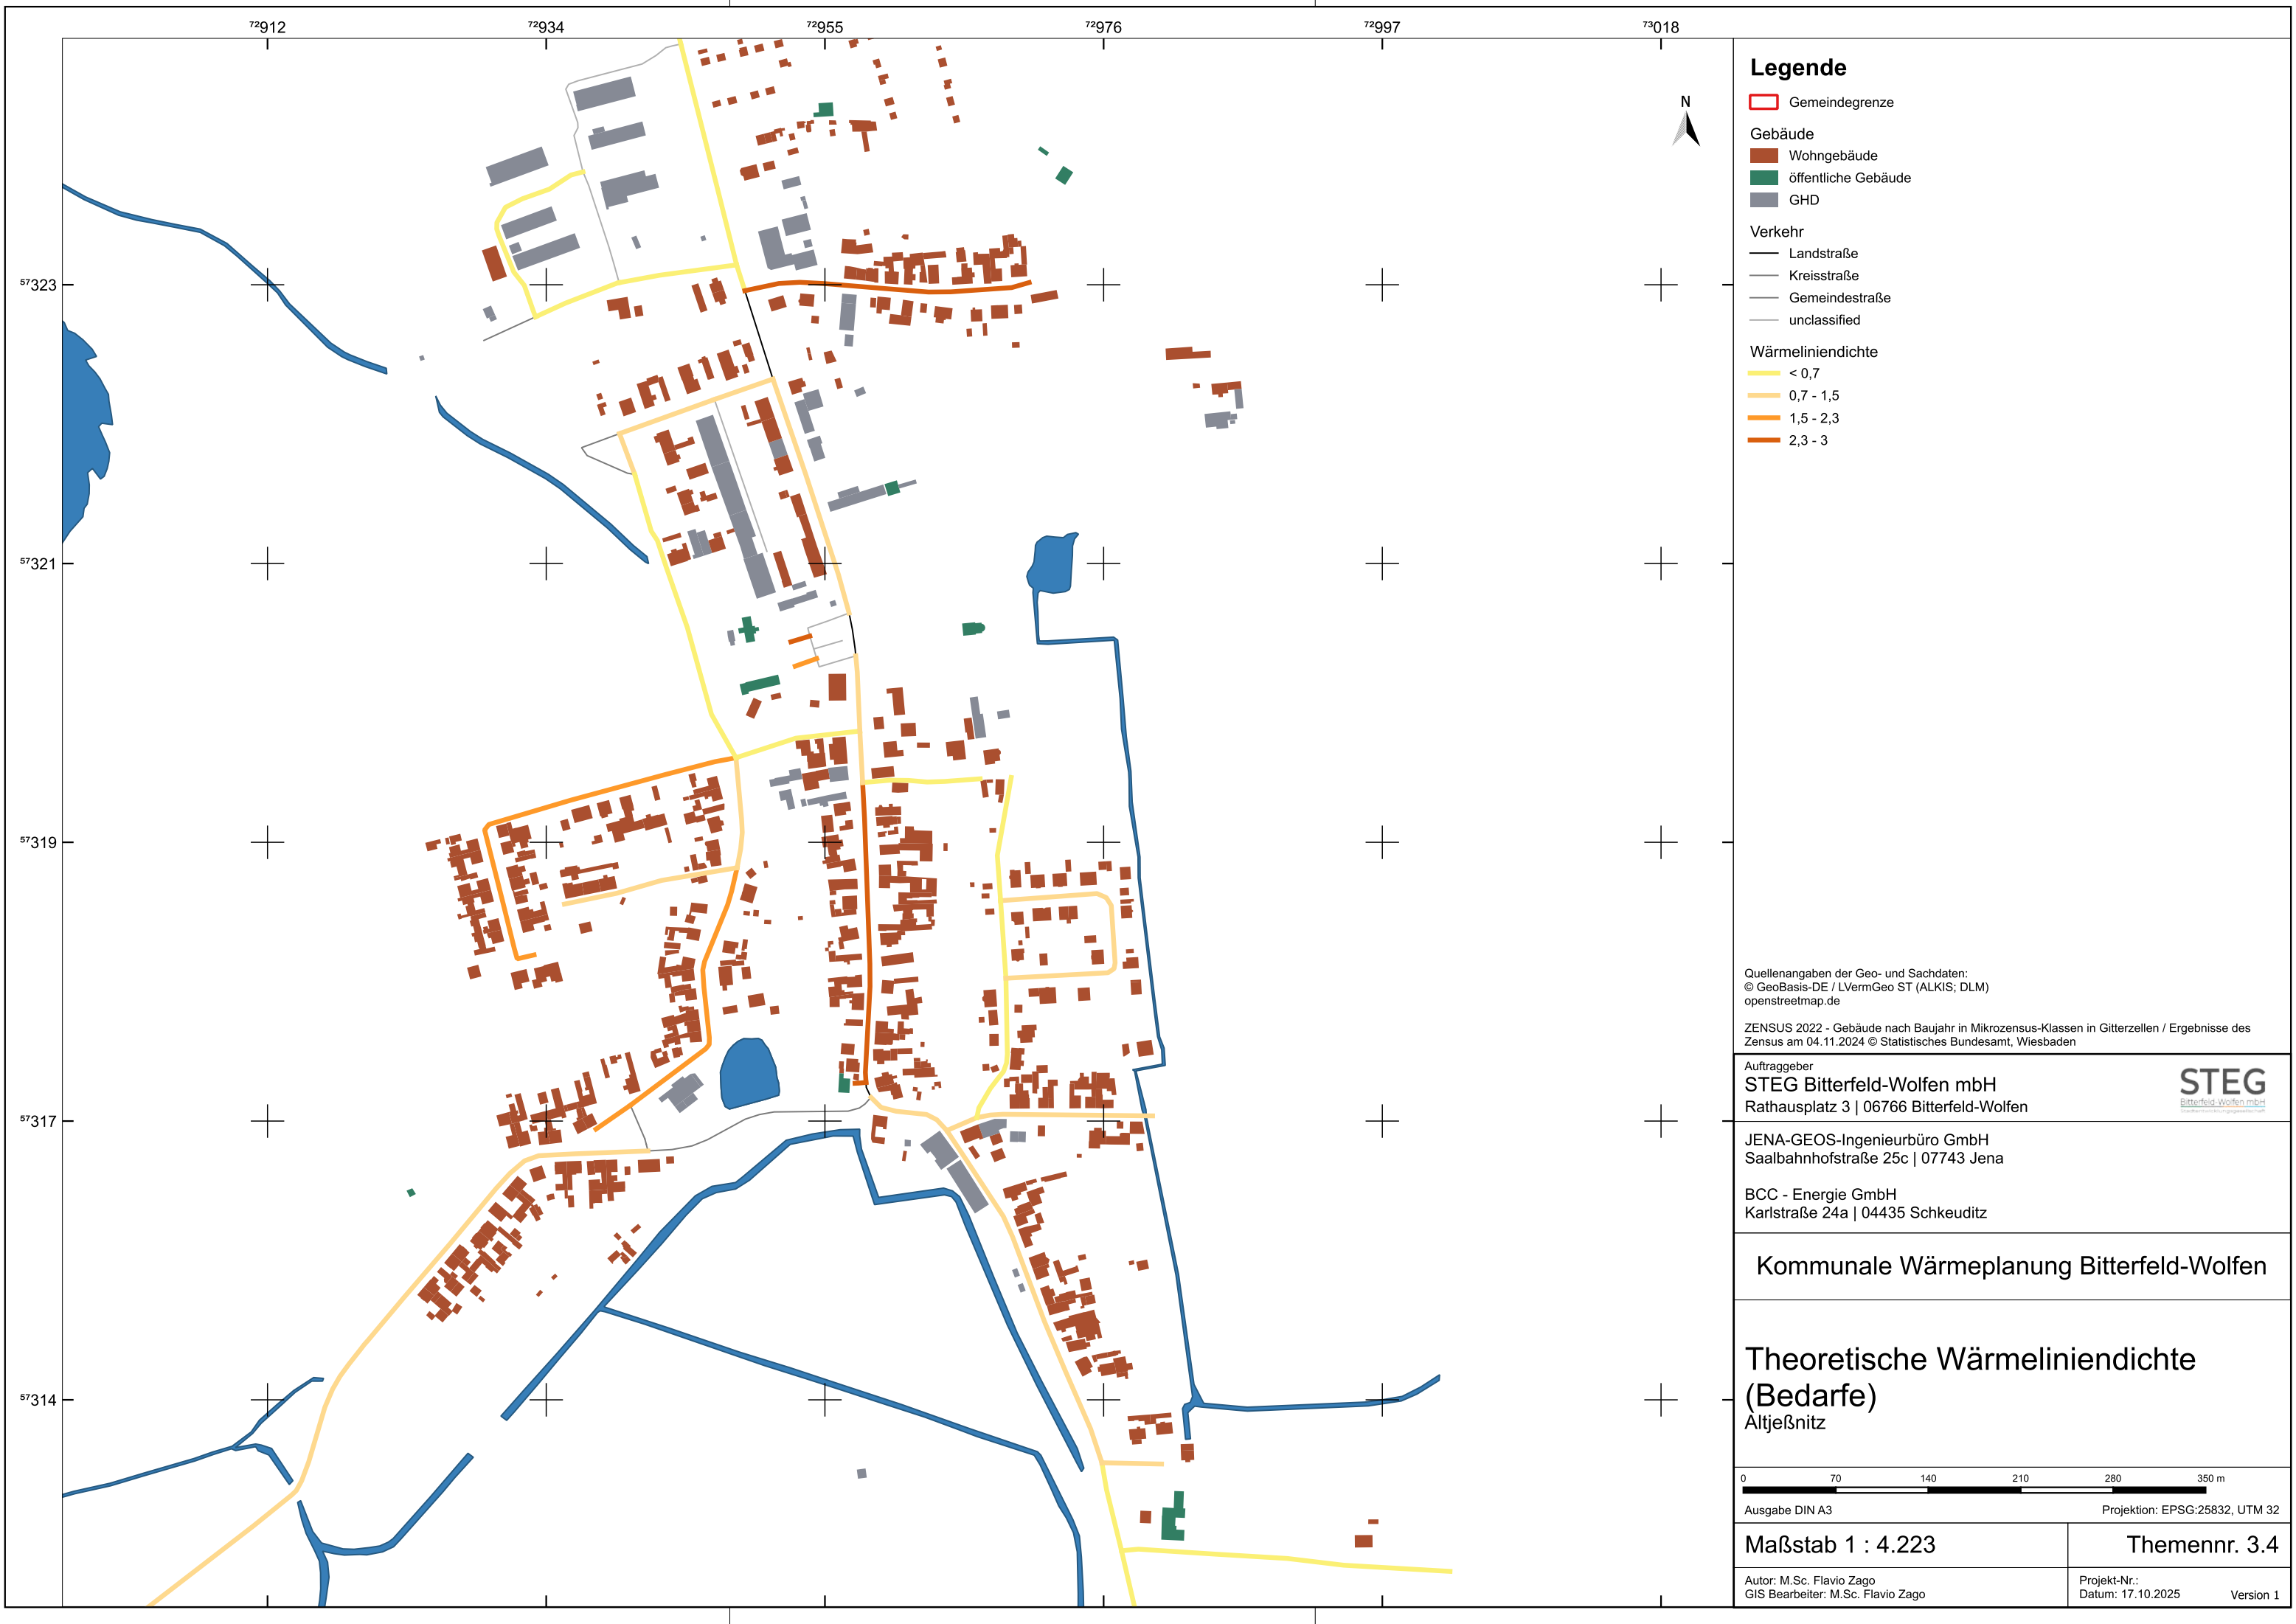 ⁷²912
⁷²934
⁷²955
⁷²976
⁷²997
⁷³018
⁵⁷323
⁵⁷321
⁵⁷319
⁵⁷317
⁵⁷314
N
Legende
Gemeindegrenze
Gebäude
Wohngebäude
öffentliche Gebäude
GHD
Verkehr
Landstraße
Kreisstraße
Gemeindestraße
unclassified
Wärmeliniendichte
< 0,7
0,7 - 1,5
1,5 - 2,3
2,3 - 3
Quellenangaben der Geo- und Sachdaten:
© GeoBasis-DE / LVermGeo ST (ALKIS; DLM)
openstreetmap.de
ZENSUS 2022 - Gebäude nach Baujahr in Mikrozensus-Klassen in Gitterzellen / Ergebnisse des
Zensus am 04.11.2024 © Statistisches Bundesamt, Wiesbaden
Auftraggeber
STEG Bitterfeld-Wolfen mbH
Rathausplatz 3 | 06766 Bitterfeld-Wolfen
STEG
Bitterfeld-Wolfen mbH
JENA-GEOS-Ingenieurbüro GmbH
Saalbahnhofstraße 25c | 07743 Jena
BCC - Energie GmbH
Karlstraße 24a | 04435 Schkeuditz
Kommunale Wärmeplanung Bitterfeld-Wolfen
Theoretische Wärmeliniendichte
(Bedarfe)
Altjeßnitz
0 70 140 210 280 350 m
Ausgabe DIN A3 Projektion: EPSG:25832, UTM 32
Maßstab 1 : 4.223 Themennr. 3.4
Autor: M.Sc. Flavio Zago
GIS Bearbeiter: M.Sc. Flavio Zago
Projekt-Nr.:
Datum: 17.10.2025 Version 1